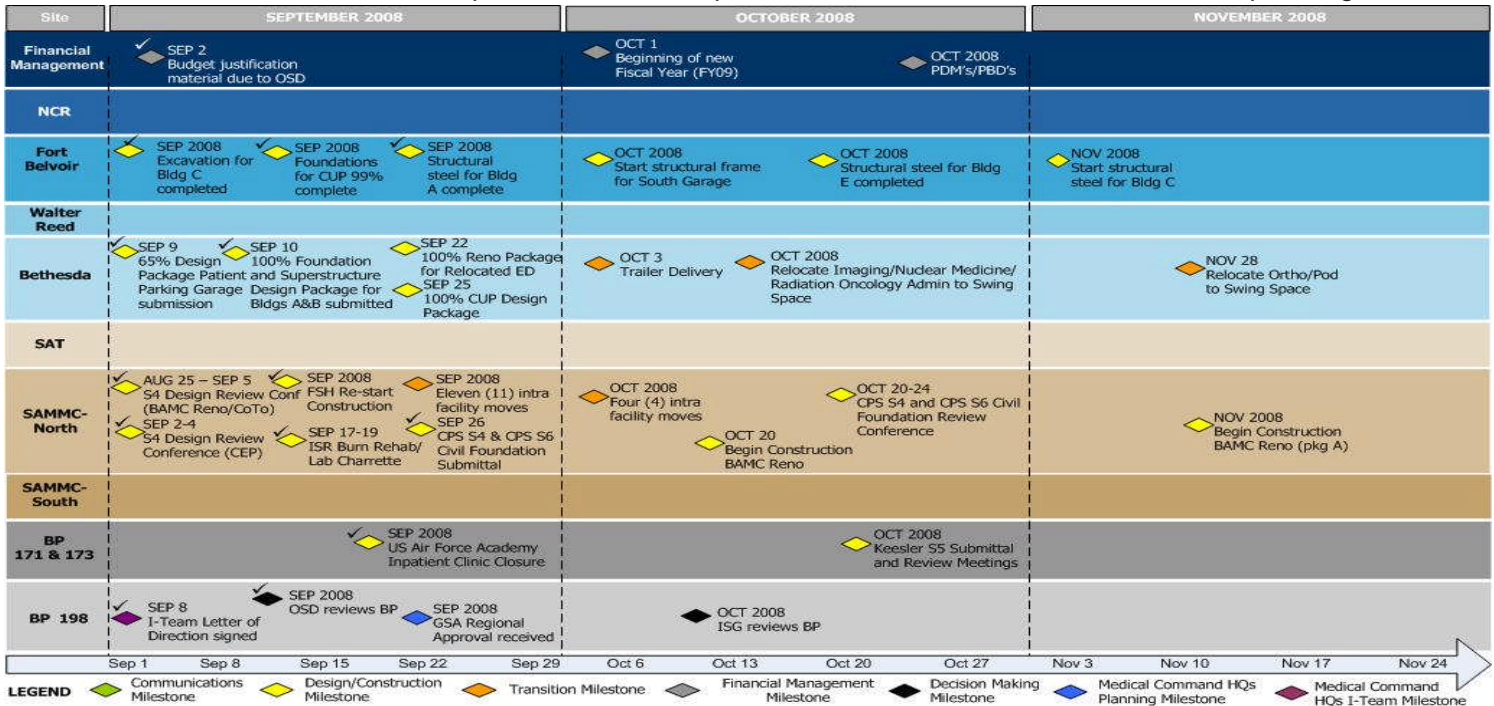 Site
SEPTEMBER 2008
OCTOBER 2008
NOVEMBER 2008
Financial
Management
SEP 2
Budget justification
material due to OSD
OCT 1
Beginning of new
Fiscal Year (FY09)
OCT 2008
PDM's/PBD's
NCR
Fort
Belvoir
SEP 2008
Excavation for
Bldg C
completed
SEP 2008
Foundations
for CUP 99%
complete
SEP 2008
Structural
steel for Bldg
A complete
OCT 2008
Start structural frame
for South Garage
OCT 2008
Structural steel for Bldg
E completed
NOV 2008
Start structural
steel for Bldg C
Walter
Reed
Bethesda
SEP 9
65% Design
Package Patient
Parking Garage
submission
SEP 10
100% Foundation
and Superstructure
Design Package for
Bldgs A&B submitted
SEP 22
100% Reno Package
for Relocated ED
SEP 25
100% CUP Design
Package
OCT 3
Trailer Delivery
OCT 2008
Relocate Imaging/Nuclear Medicine/
Radiation Oncology Admin to Swing
Space
NOV 28
Relocate Ortho/Pod
to Swing Space
SAT
SAMMC-
North
AUG 25 – SEP 5
S4 Design Review Conf
(BAMC Reno/CoTo)
SEP 2-4
S4 Design Review
Conference (CEP)
SEP 2008
FSH Re-start
Construction
SEP 17-19
ISR Burn Rehab/
Lab Charrette
SEP 2008
Eleven (11) intra
facility moves
SEP 26
CPS S4 & CPS S6
Civil Foundation
Submittal
OCT 2008
Four (4) intra
facility moves
OCT 20
Begin Construction
BAMC Reno
OCT 20-24
CPS S4 and CPS S6 Civil
Foundation Review
Conference
NOV 2008
Begin Construction
BAMC Reno (pkg A)
SAMMC-
South
BP
171 & 173
SEP 2008
US Air Force Academy
Inpatient Clinic Closure
OCT 2008
Keesler S5 Submittal
and Review Meetings
BP 198
SEP 8
I-Team Letter of
Direction signed
SEP 2008
OSD reviews BP
SEP 2008
GSA Regional
Approval received
OCT 2008
ISG reviews BP
Sep 1 Sep 8 Sep 15 Sep 22 Sep 29 Oct 6 Oct 13 Oct 20 Oct 27 Nov 3 Nov 10 Nov 17 Nov 24
LEGEND
Communications
Milestone
Design/Construction
Milestone
Transition Milestone
Financial Management
Milestone
Decision Making
Milestone
Medical Command HQs
Planning Milestone
Medical Command
HQs I-Team Milestone